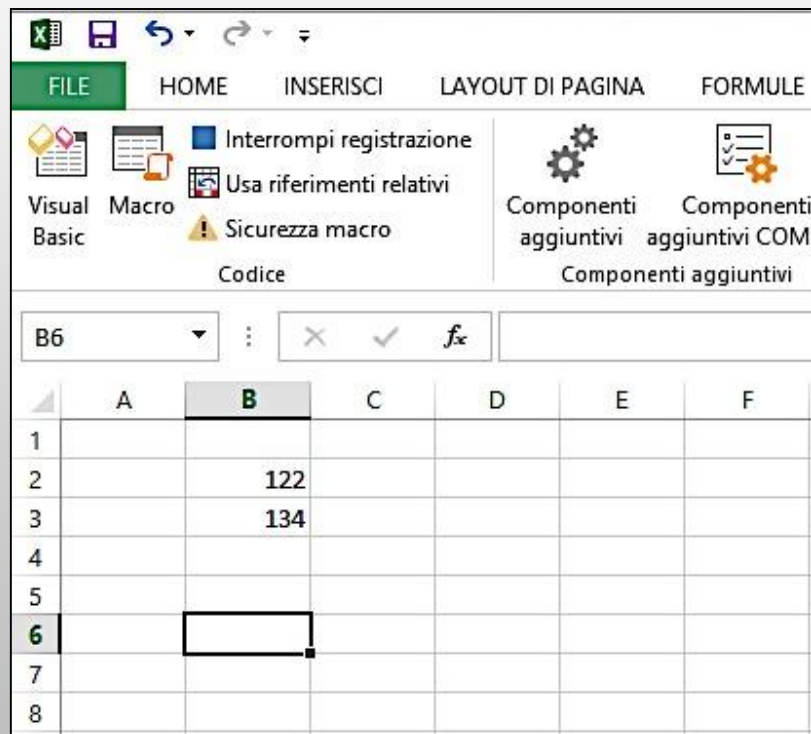 FILE HOME INSERISCI LAYOUT DI PAGINA FORMULE
Interrompi registrazione
Usa riferimenti relativi
Sicurezza macro
Visual Basic
Macro
Codice
Componenti aggiuntivi
Componenti aggiuntivi COM
Componenti aggiuntivi
B6 fx
A B C D E F
1
2 122
3 134
4
5
6
7
8